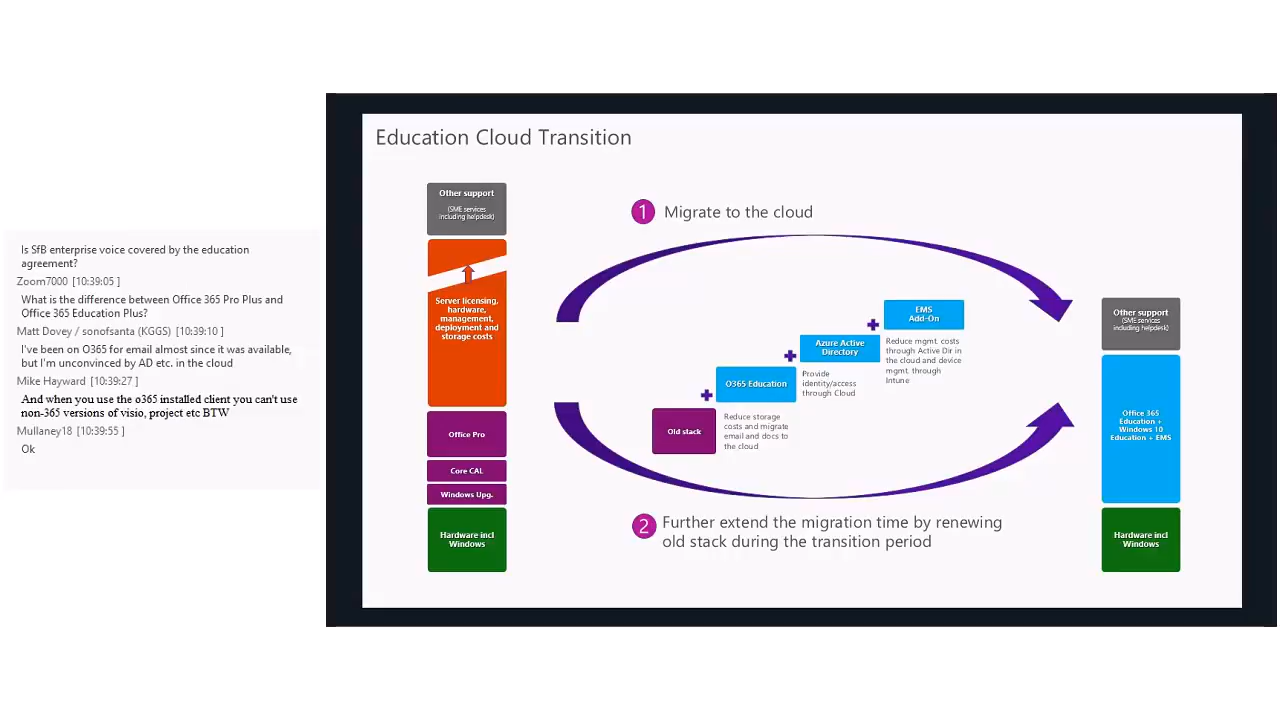 Is SfB enterprise voice covered by the education
agreement?
Zoom7000 [10:39:05 ]
What is the difference between Office 365 Pro Plus and
Office 365 Education Plus?
Matt Dovey / sonofsanta (KGGS) [10:39:10 ]
I've been on O365 for email almost since it was available,
but I'm unconvinced by AD etc. in the cloud
Mike Hayward [10:39:27 ]
And when you use the o365 installed client you can't use
non-365 versions of visio, project etc BTW
Mullaney18 [10:39:55 ]
Ok
Education Cloud Transition
Other support
(SME services
including helpdesk)
Server licensing,
hardware,
management,
deployment and
storage costs
Office Pro
Core CAL
Windows Upg.
Hardware incl
Windows
1 Migrate to the cloud
Old stack
O365 Education
Reduce storage
costs and migrate
email and docs to
the cloud
Azure Active
Directory
Provide
identity/access
through Cloud
EMS
Add-On
Reduce mgmt. costs
through Active Dir in
the cloud and device
mgmt. through
Intune
2 Further extend the migration time by renewing
old stack during the transition period
Other support
(SME services
including helpdesk)
Office 365
Education +
Windows 10
Education + EMS
Hardware incl
Windows